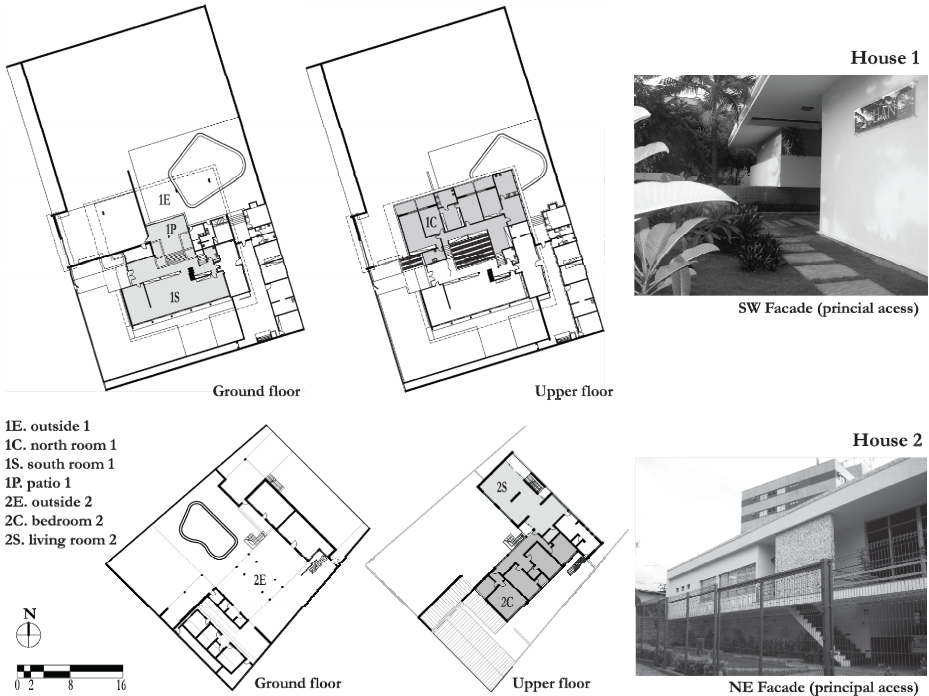 House 1
1E
1P
1S
1C
SW Facade (princial acess)
Ground floor
Upper floor
1E. outside 1
1C. north room 1
1S. south room 1
1P. patio 1
2E. outside 2
2C. bedroom 2
2S. living room 2
House 2
2S
2E
2C
N
0 2 8 16
Ground floor
Upper floor
NE Facade (principal acess)